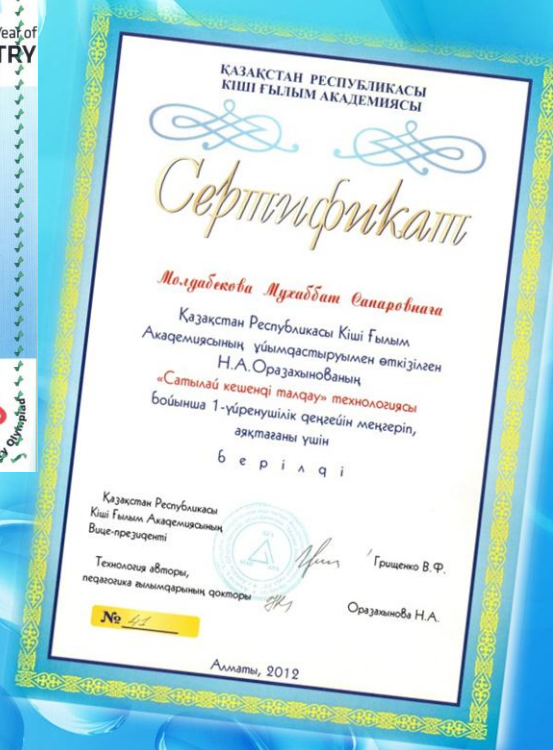 Year of
TRY
Olympiad
ҚАЗАҚСТАН РЕСПУБЛИКАСЫ
КІШІ ҒЫЛЫМ АКАДЕМИЯСЫ
Сертификат
Молдабекова Мухаббат Сапаровнаға
Қазақстан Республикасы Кіші Ғылым
Академиясының ұйымдастыруымен өткізілген
Н.А.Оразахынованың
«Сатылай кешенді талдау» технологиясы
бойынша 1-үйренушілік деңгейін меңгеріп,
аяқтағаны үшін
б е р і л д і
Қазақстан Республикасы
Кіші Ғылым Академиясының
Вице-президенті
Грищенко В.Ф.
Технология авторы,
педагогика ғылымдарының докторы
Оразахынова Н.А.
№ 41
Алматы, 2012